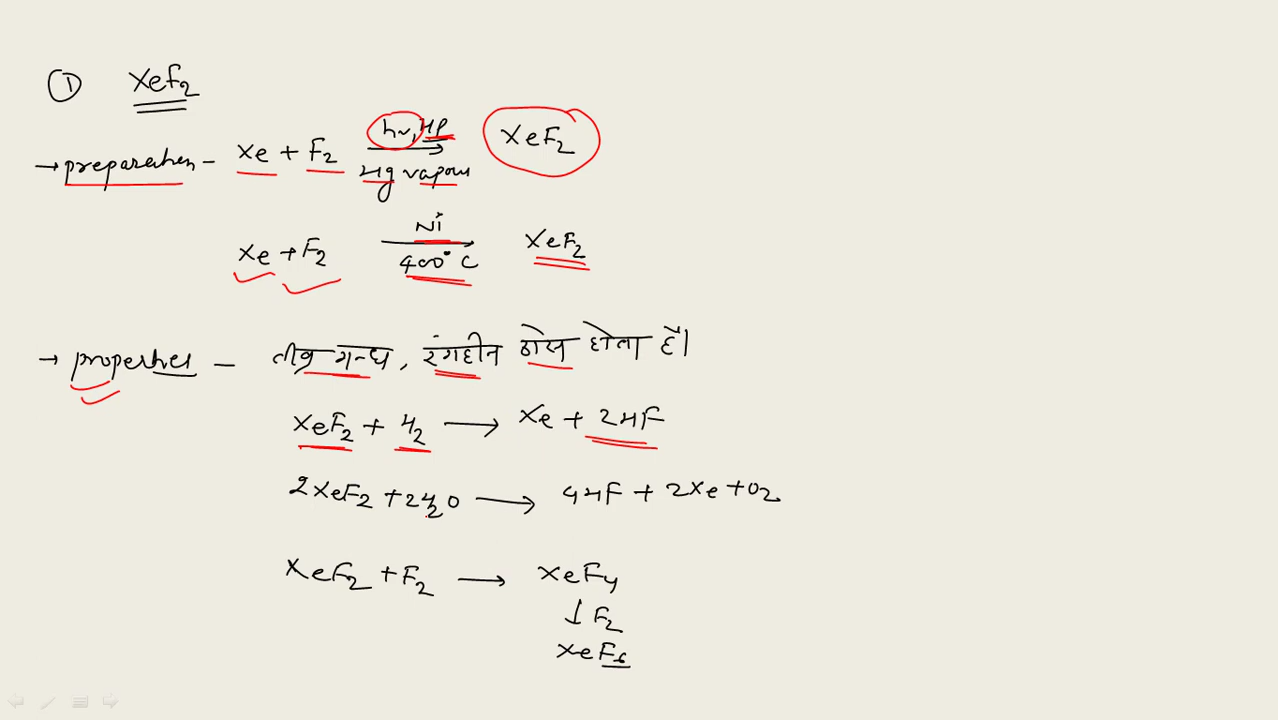 ① XeF₂
hν, HP
→ preparation – Xe + F₂ ⟶ XeF₂
Hg vapour
Ni
Xe + F₂ ⟶ XeF₂
400°C
→ properties – तीव्र गन्ध, रंगहीन ठोस होता हैं।
XeF₂ + H₂ ⟶ Xe + 2HF
2XeF₂ + 2H₂O ⟶ 4HF + 2Xe + O₂
XeF₂ + F₂ ⟶ XeF₄
↓ F₂
XeF₆